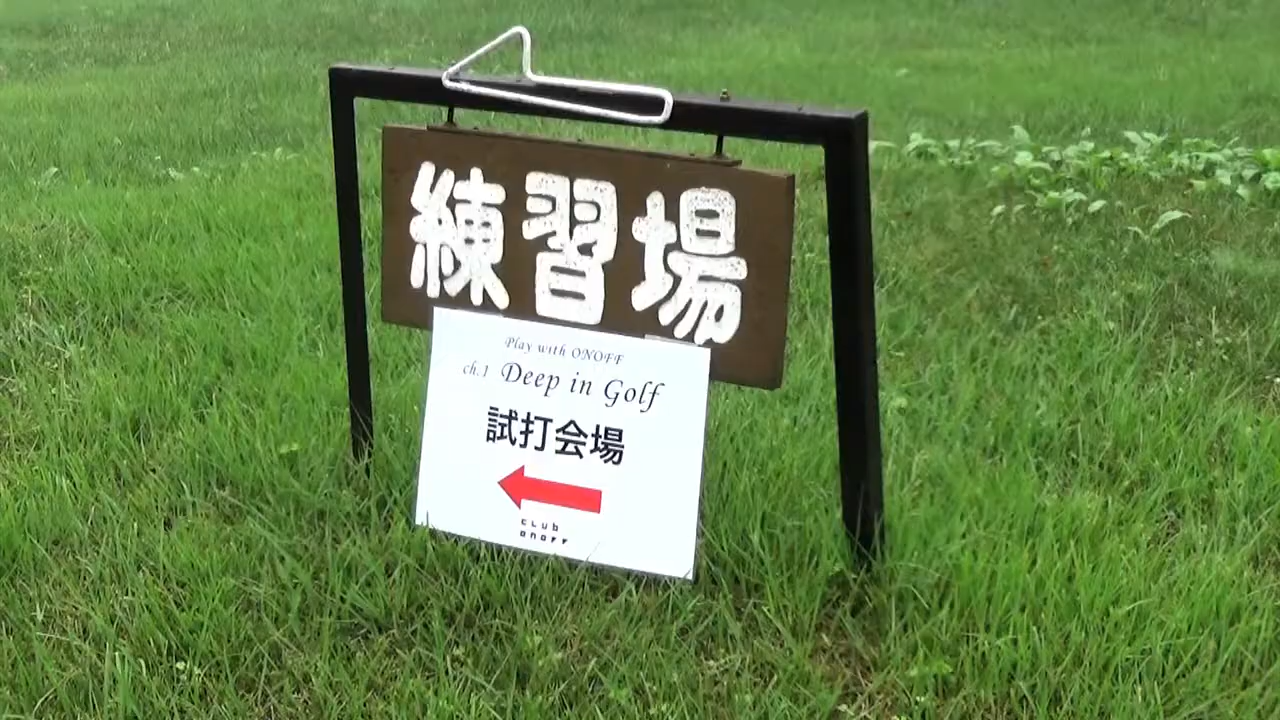 練習場
Play with ONOFF
ch.1 Deep in Golf
試打会場
CLUB
ONOFF